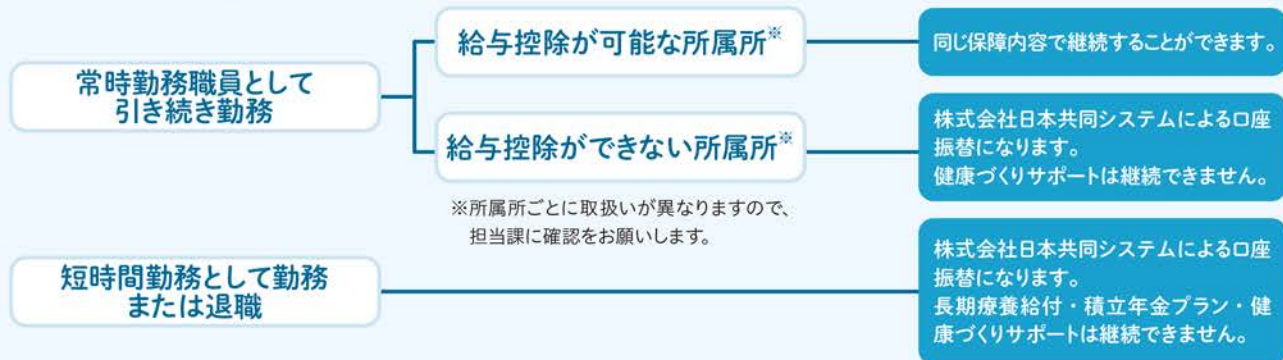 常時勤務職員として
引き続き勤務
給与控除が可能な所属所※
同じ保障内容で継続することができます。
給与控除ができない所属所※
株式会社日本共同システムによる口座
振替になります。
健康づくりサポートは継続できません。
※所属所ごとに取扱いが異なりますので、
担当課に確認をお願いします。
短時間勤務として勤務
または退職
株式会社日本共同システムによる口座
振替になります。
長期療養給付・積立年金プラン・健
康づくりサポートは継続できません。